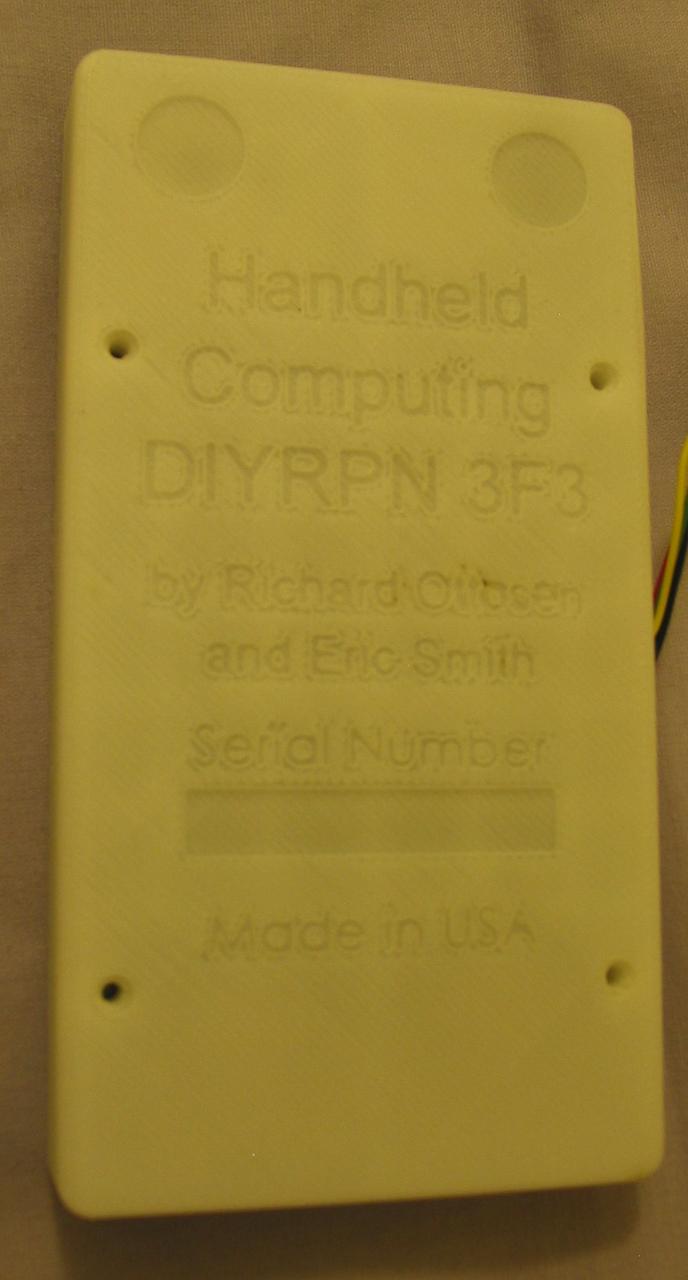 Handheld
Computing
DIYRPN 3F3
by Richard Ottosen
and Eric Smith
Serial Number
Made in USA